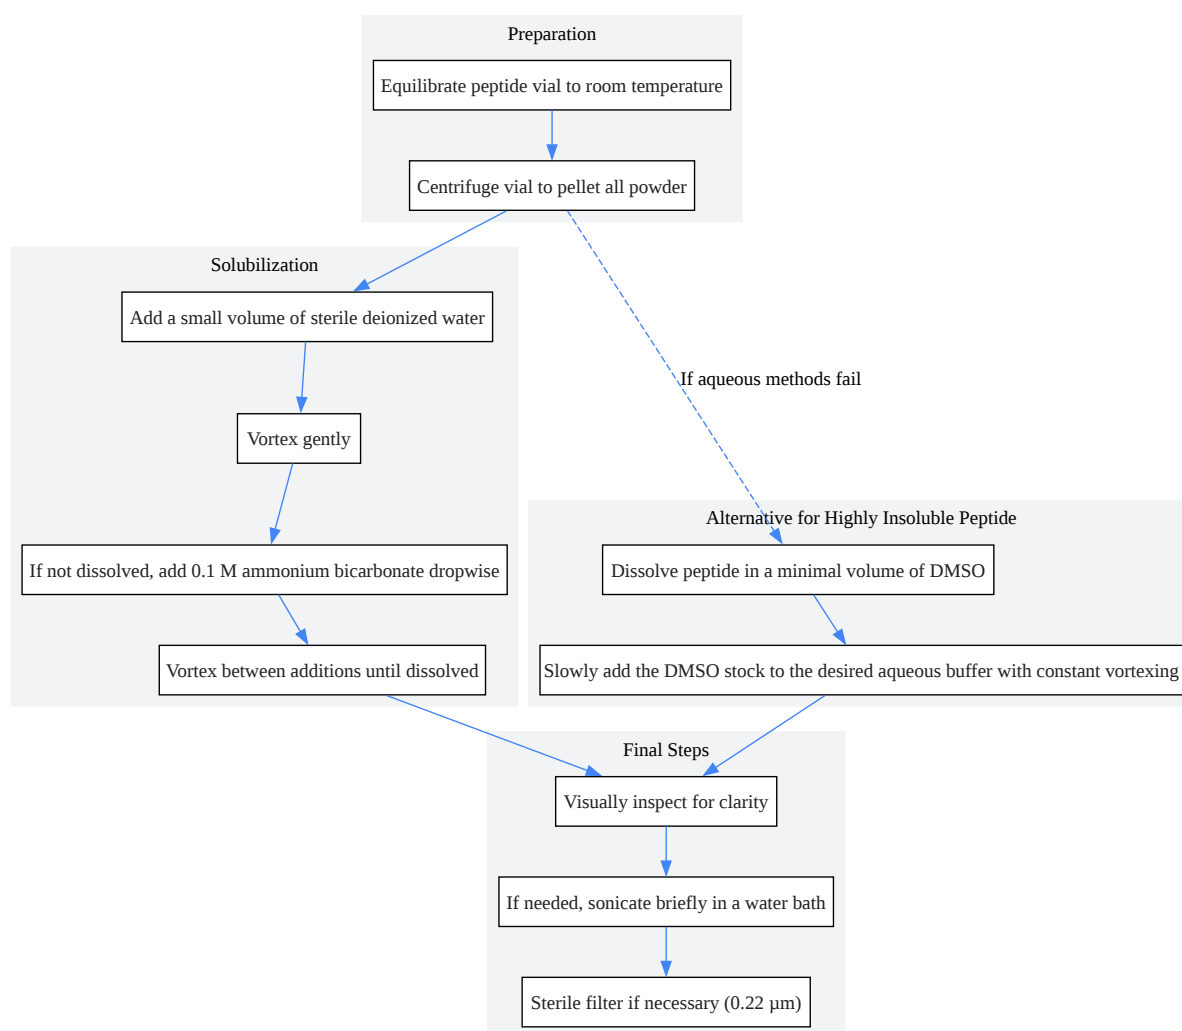 Preparation
Equilibrate peptide vial to room temperature
Centrifuge vial to pellet all powder
Solubilization
Add a small volume of sterile deionized water
Vortex gently
If not dissolved, add 0.1 M ammonium bicarbonate dropwise
Vortex between additions until dissolved
If aqueous methods fail
Alternative for Highly Insoluble Peptide
Dissolve peptide in a minimal volume of DMSO
Slowly add the DMSO stock to the desired aqueous buffer with constant vortexing
Final Steps
Visually inspect for clarity
If needed, sonicate briefly in a water bath
Sterile filter if necessary (0.22 µm)